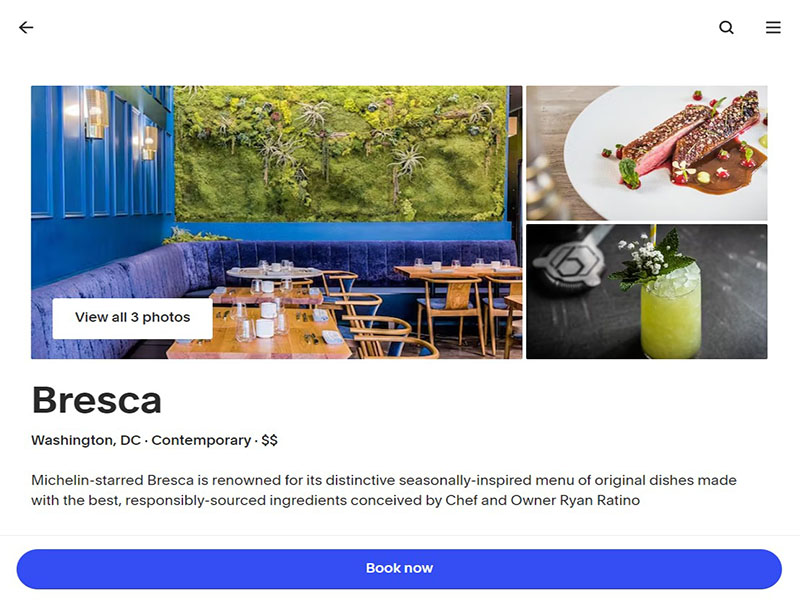 View all 3 photos
Bresca
Washington, DC · Contemporary · $$
Michelin-starred Bresca is renowned for its distinctive seasonally-inspired menu of original dishes made
with the best, responsibly-sourced ingredients conceived by Chef and Owner Ryan Ratino
Book now